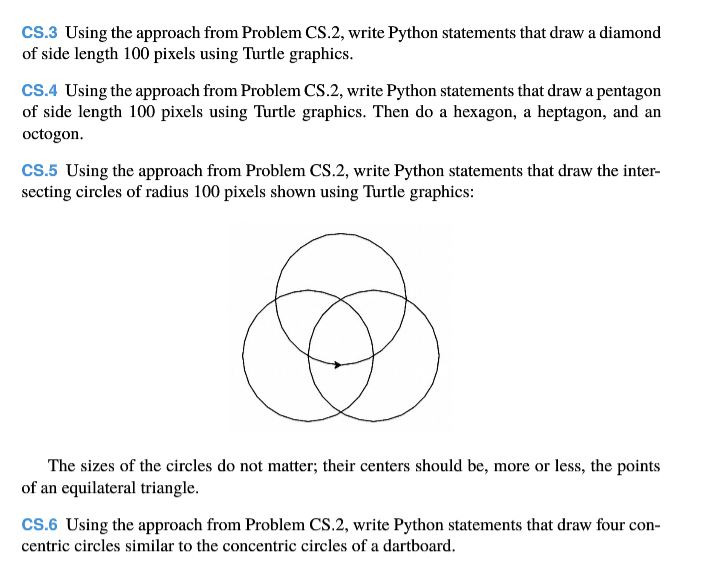 CS.3 Using the approach from Problem CS.2, write Python statements that draw a diamond
of side length 100 pixels using Turtle graphics.
CS.4 Using the approach from Problem CS.2, write Python statements that draw a pentagon
of side length 100 pixels using Turtle graphics. Then do a hexagon, a heptagon, and an
octogon.
CS.5 Using the approach from Problem CS.2, write Python statements that draw the inter-
secting circles of radius 100 pixels shown using Turtle graphics:
The sizes of the circles do not matter; their centers should be, more or less, the points
of an equilateral triangle.
CS.6 Using the approach from Problem CS.2, write Python statements that draw four con-
centric circles similar to the concentric circles of a dartboard.